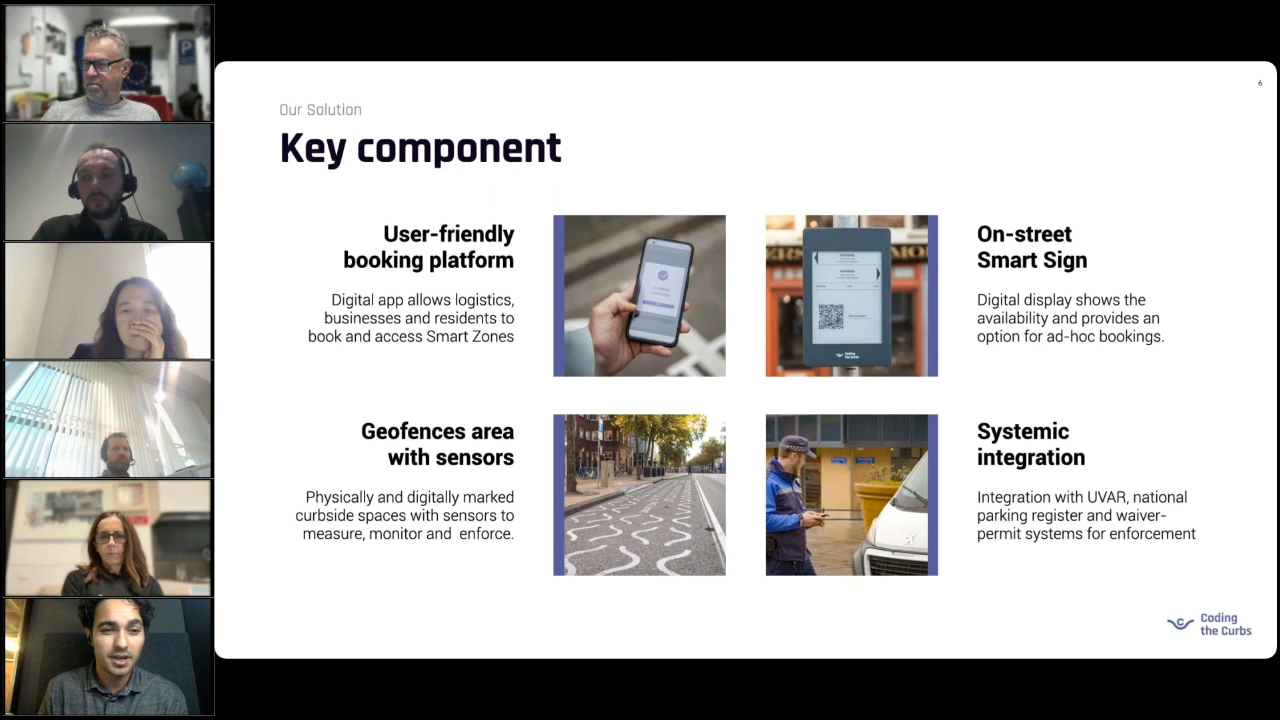 6
Our Solution
Key component
User-friendly
booking platform
Digital app allows logistics,
businesses and residents to
book and access Smart Zones
On-street
Smart Sign
Digital display shows the
availability and provides an
option for ad-hoc bookings.
Coding
the Curbs
Geofences area
with sensors
Physically and digitally marked
curbside spaces with sensors to
measure, monitor and  enforce.
Systemic
integration
Integration with UVAR, national
parking register and waiver-
permit systems for enforcement
Coding
the Curbs
P